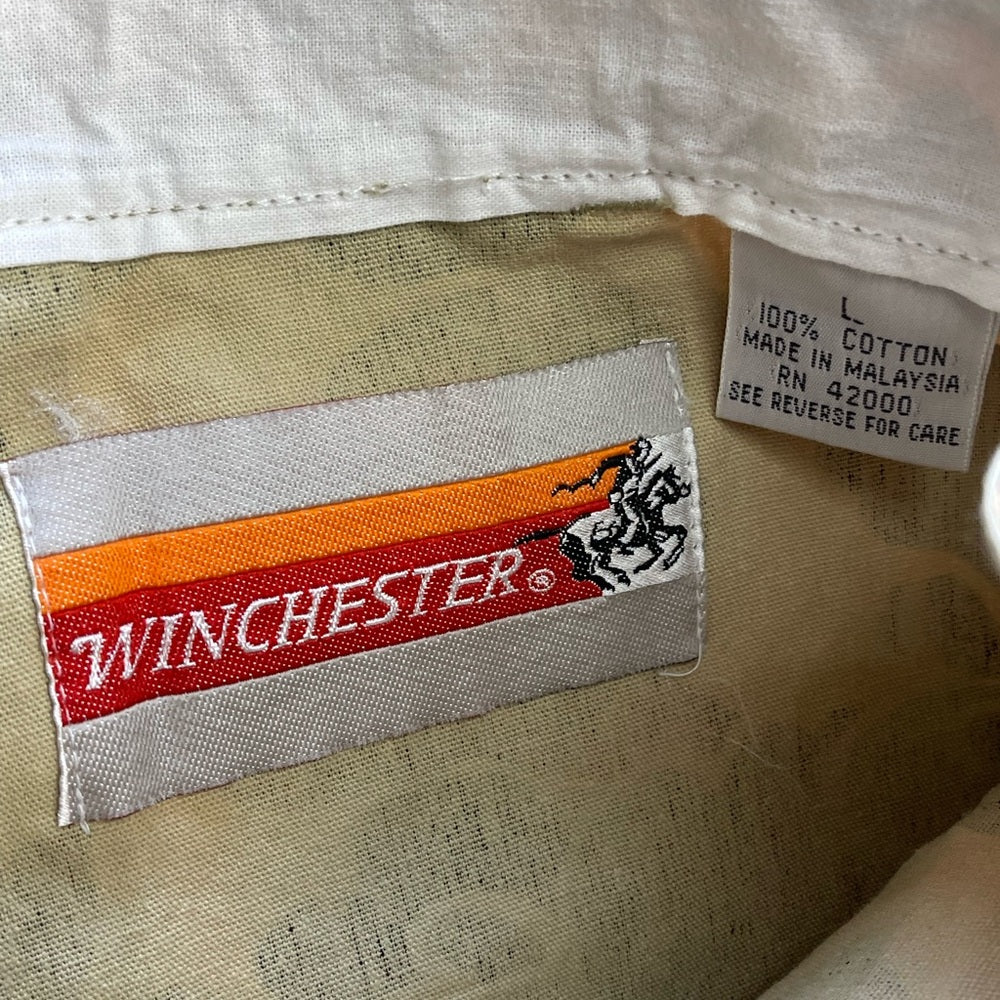 WINCHESTER®
L
100% COTTON
MADE IN MALAYSIA
RN 42000
SEE REVERSE FOR CARE